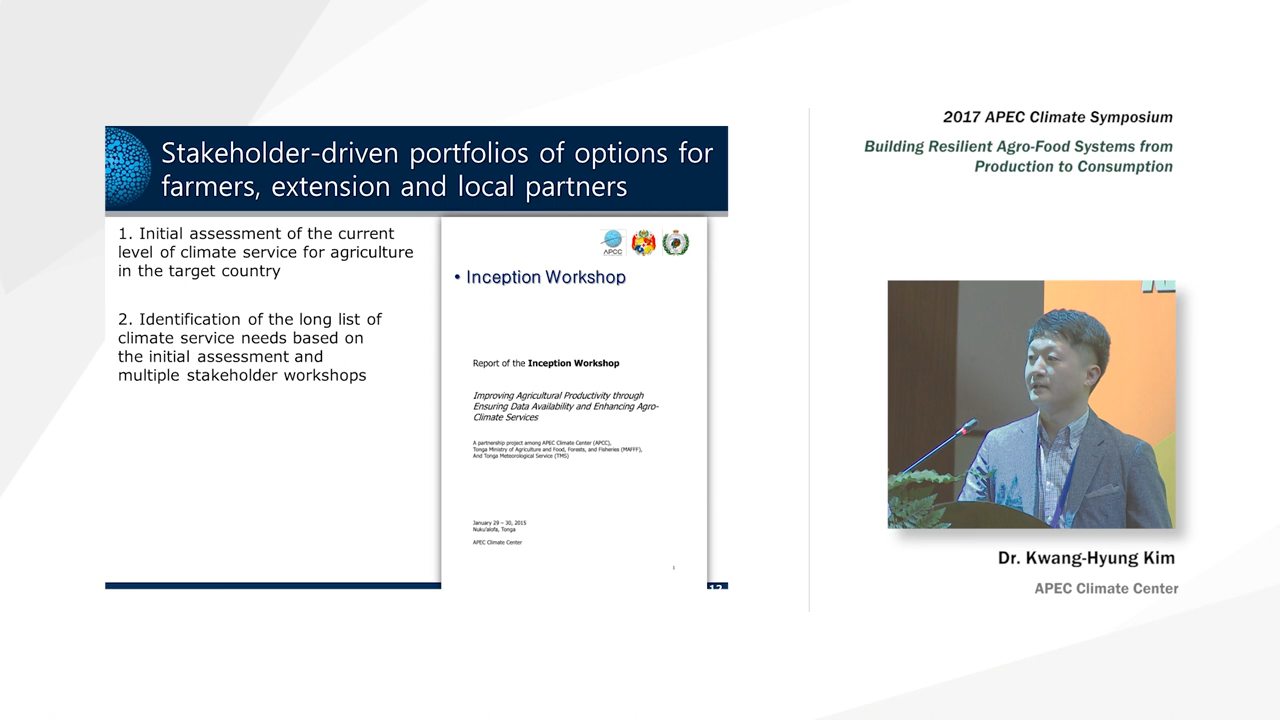 Stakeholder-driven portfolios of options for
farmers, extension and local partners
1. Initial assessment of the current
level of climate service for agriculture
in the target country
2. Identification of the long list of
climate service needs based on
the initial assessment and
multiple stakeholder workshops
APCC
• Inception Workshop
Report of the Inception Workshop
Improving Agricultural Productivity through
Ensuring Data Availability and Enhancing Agro-
Climate Services
A partnership project among APEC Climate Center (APCC),
Tonga Ministry of Agriculture and Food, Forests, and Fisheries (MAFFF),
And Tonga Meteorological Service (TMS)
January 29 – 30, 2015
Nuku'alofa, Tonga
APEC Climate Center
1
2017 APEC Climate Symposium
Building Resilient Agro-Food Systems from
Production to Consumption
Dr. Kwang-Hyung Kim
APEC Climate Center